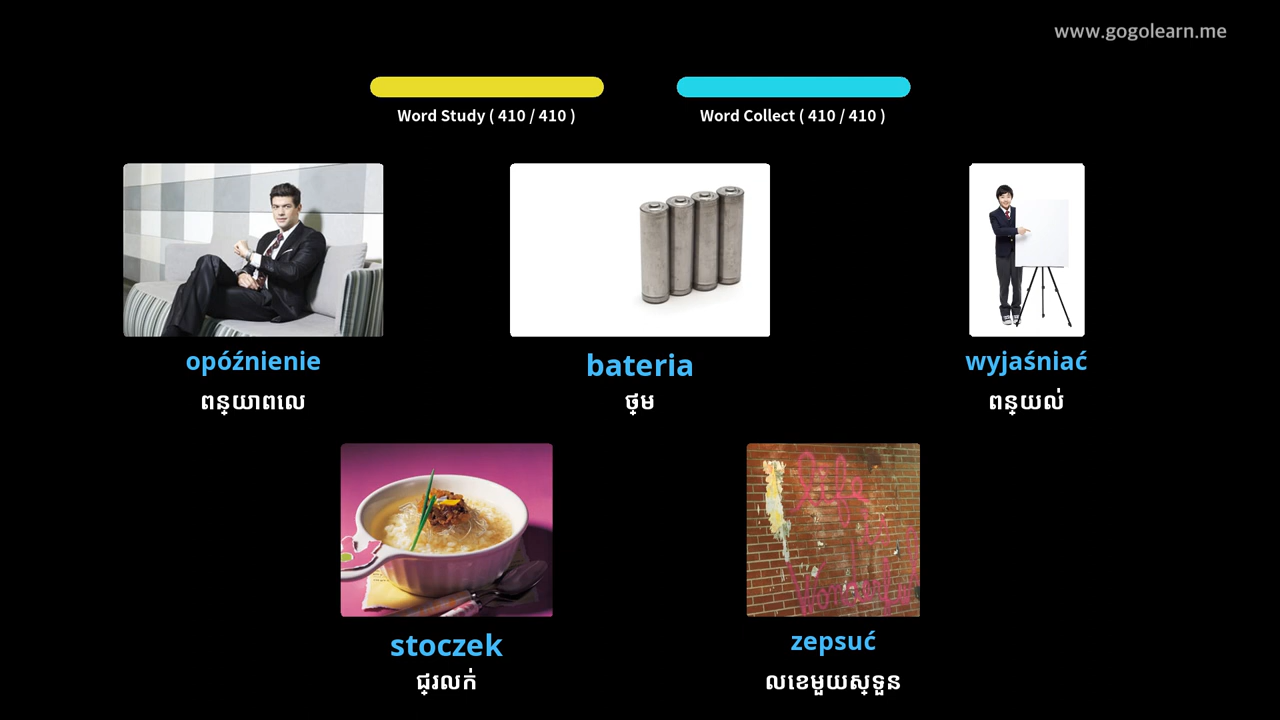 www.gogolearn.me
Word Study ( 410 / 410 )
Word Collect ( 410 / 410 )
opóźnienie
ពន្យាពលេ
bateria
ថ្ម
wyjaśniać
ពន្យល់
stoczek
ជ្រលក់
zepsuć
លខេមួយស្ទួន